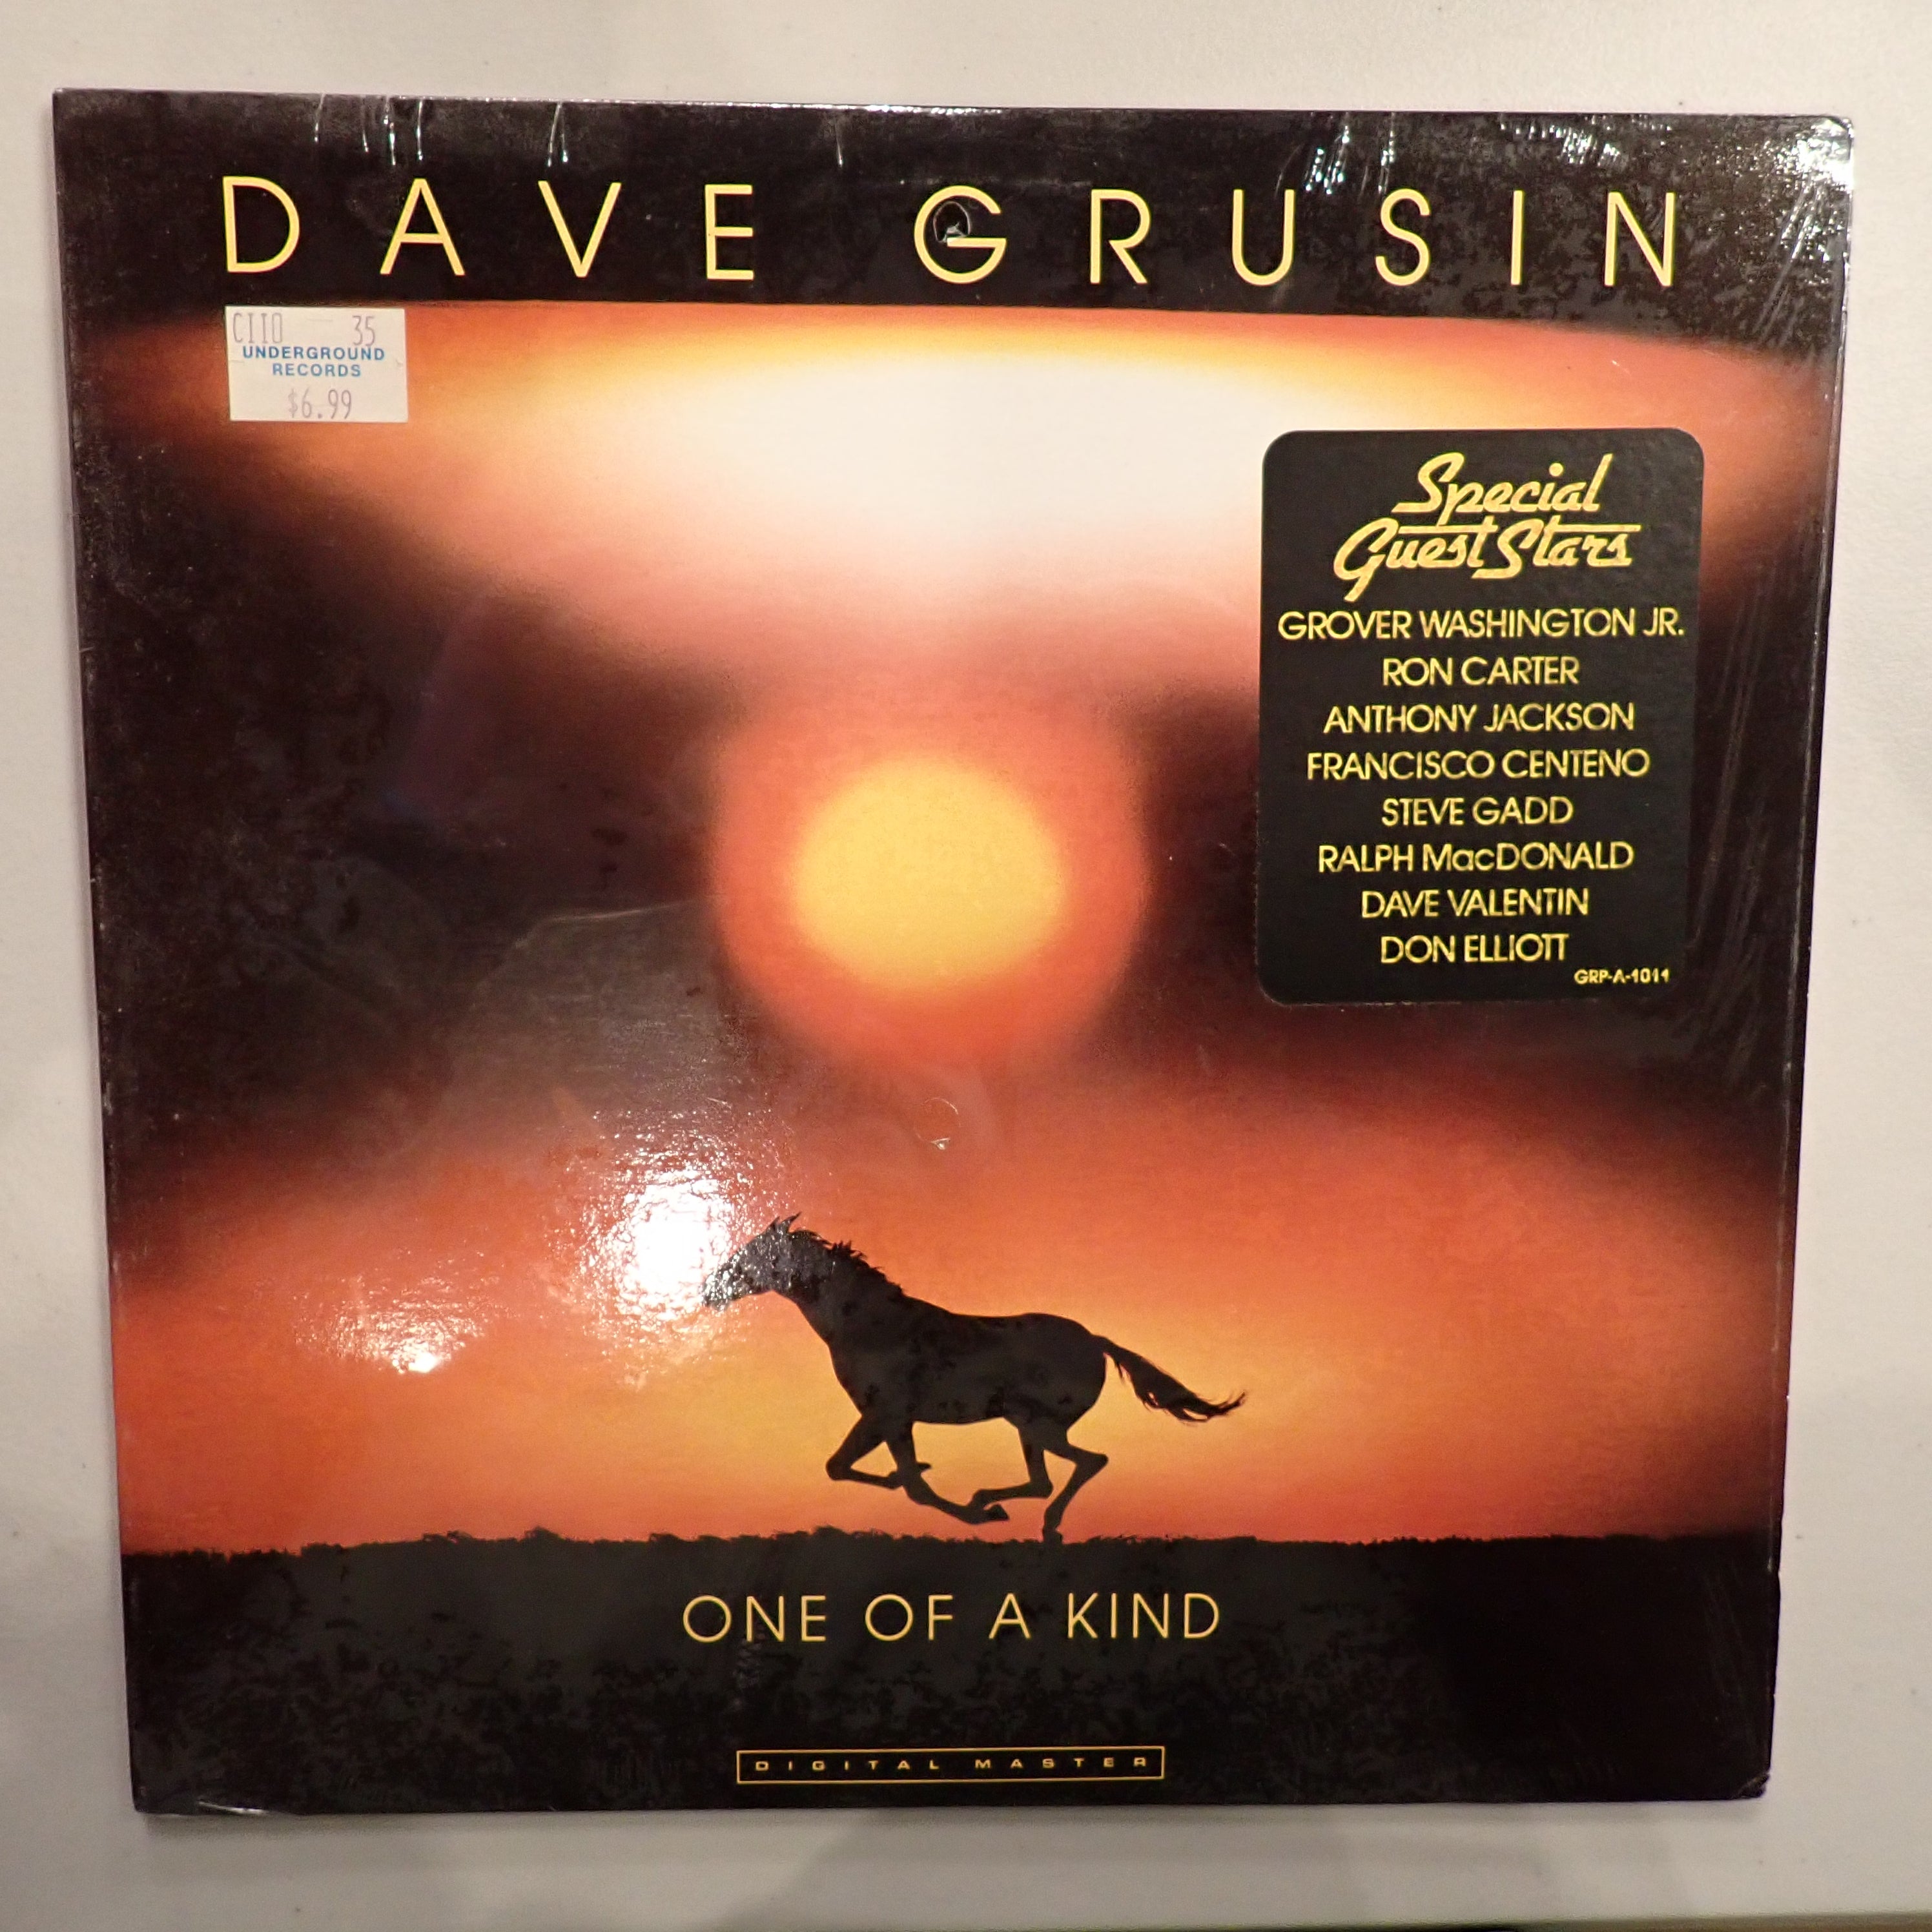 DAVE GRUSIN
CII0 35
UNDERGROUND
RECORDS
$6.99
Special
Guest Stars
GROVER WASHINGTON JR.
RON CARTER
ANTHONY JACKSON
FRANCISCO CENTENO
STEVE GADD
RALPH MacDONALD
DAVE VALENTIN
DON ELLIOTT
GRP-A-1011
ONE OF A KIND
DIGITAL MASTER